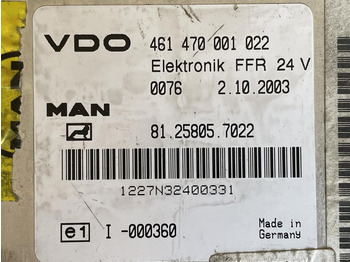 VDO 461 470 001 022
Elektronik FFR 24 V
0076 2.10.2003
MAN
81.25805.7022
1227N32400331
e1 I -000360
Made in
Germany
MAN